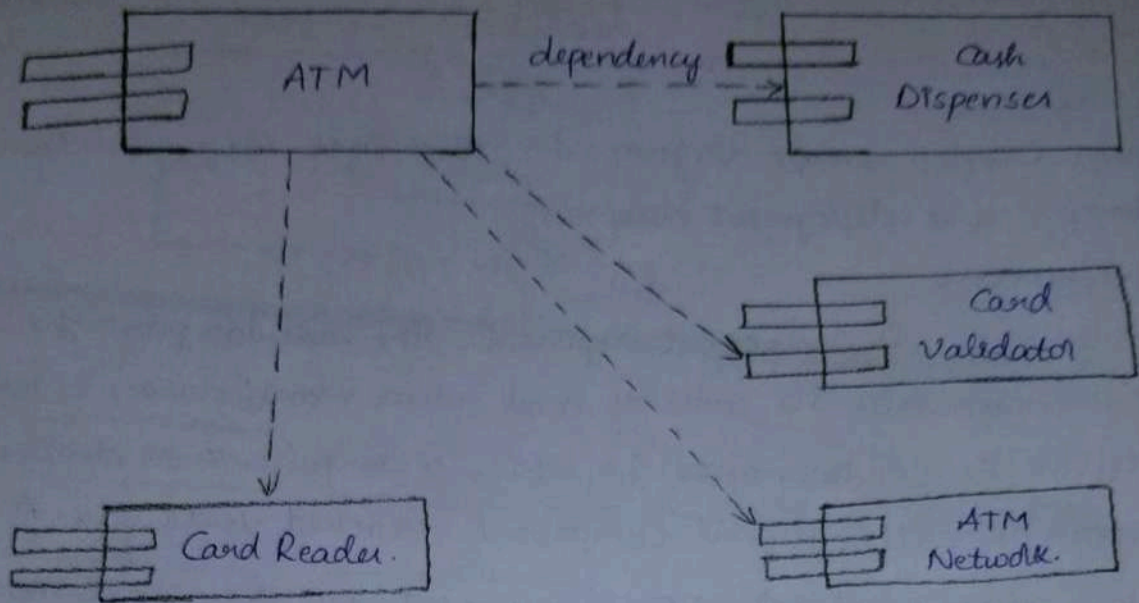 ATM
dependency
Cash
Dispenser
Card
Validator
Card Reader.
ATM
Network.